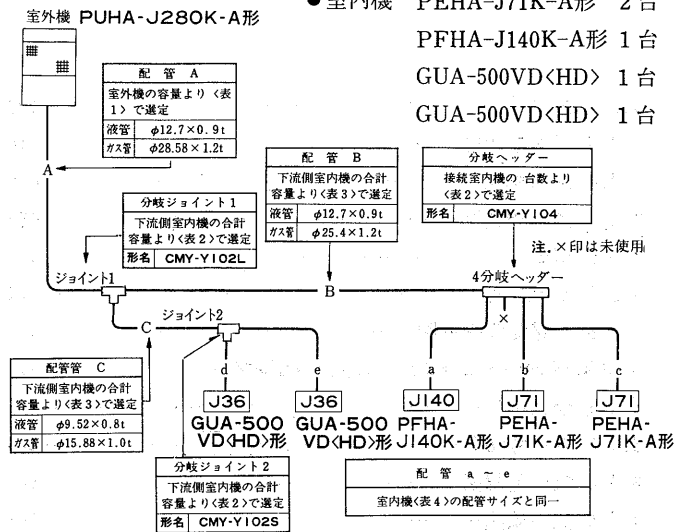 室外機 PUHA-J280K-A形
●室内機 PEHA-J71K-A形 2台
PFHA-J140K-A形 1台
GUA-500VD<HD> 1台
GUA-500VD<HD> 1台
配管 A
室外機の容量より〈表
1〉で選定
液管 φ12.7×0.9t
ガス管 φ28.58×1.2t
A
配管 B
下流側室内機の合計
容量より〈表3〉で選定
液管 φ12.7×0.9t
ガス管 φ25.4×1.2t
分岐ヘッダー
接続室内機の台数より
〈表2〉で選定
形名 CMY-Y104
分岐ジョイント1
下流側室内機の合計
容量より〈表2〉で選定
形名 CMY-Y102L
注.×印は未使用
ジョイント1
B
4分岐ヘッダー
×
ジョイント2
C
配管管 C
下流側室内機の合計
容量より〈表3〉で選定
液管 φ9.52×0.8t
ガス管 φ15.88×1.0t
d
e
a
b
c
J36
J36
J140
J71
J71
GUA-500
VD<HD>形
GUA-500
VD<HD>形
PFHA-
J140K-A形
PEHA-
J71K-A形
PEHA-
J71K-A形
分岐ジョイント2
下流側室内機の合計
容量より〈表2〉で選定
形名 CMY-Y102S
配管 a～e
室内機〈表4〉の配管サイズと同一